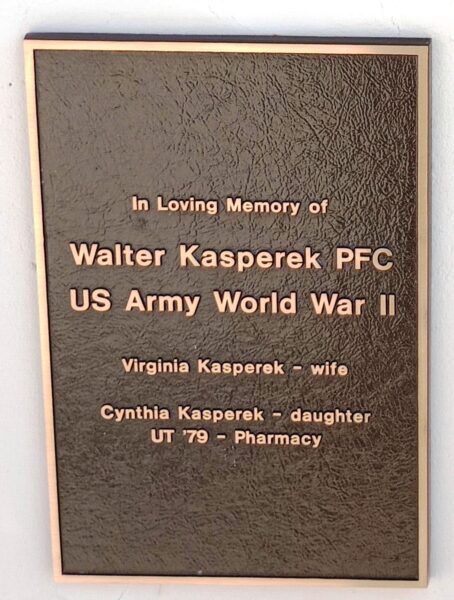 In Loving Memory of
Walter Kasperek PFC
US Army World War II
Virginia Kasperek - wife
Cynthia Kasperek - daughter
UT '79 - Pharmacy